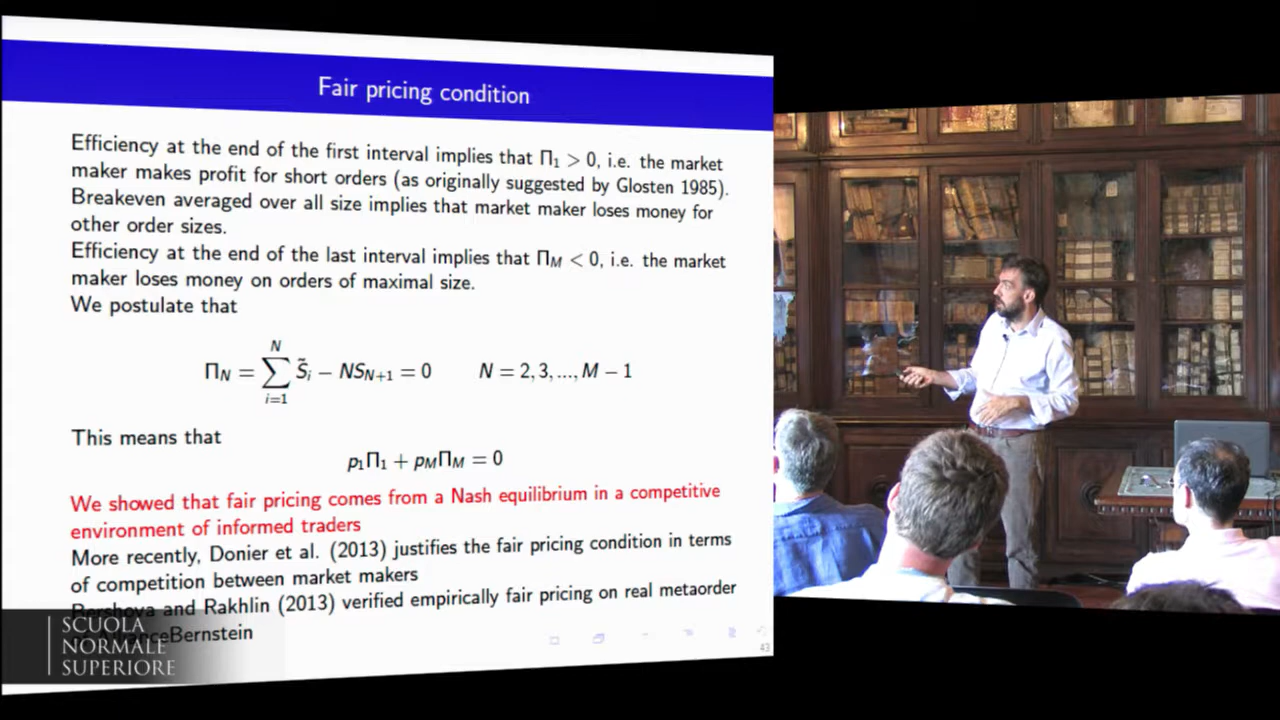 Fair pricing condition
Efficiency at the end of the first interval implies that Π₁ > 0, i.e. the market
maker makes profit for short orders (as originally suggested by Glosten 1985).
Breakeven averaged over all size implies that market maker loses money for
other order sizes.
Efficiency at the end of the last interval implies that Π_M < 0, i.e. the market
maker loses money on orders of maximal size.
We postulate that
Π_N = ∑_{i=1}^{N} S̃_i − NS_{N+1} = 0    N = 2, 3, ..., M − 1
This means that
p₁Π₁ + p_MΠ_M = 0
We showed that fair pricing comes from a Nash equilibrium in a competitive
environment of informed traders
More recently, Donier et al. (2013) justifies the fair pricing condition in terms
of competition between market makers
Bershova and Rakhlin (2013) verified empirically fair pricing on real metaorder
of AllianceBernstein
43
SCUOLA
NORMALE
SUPERIORE